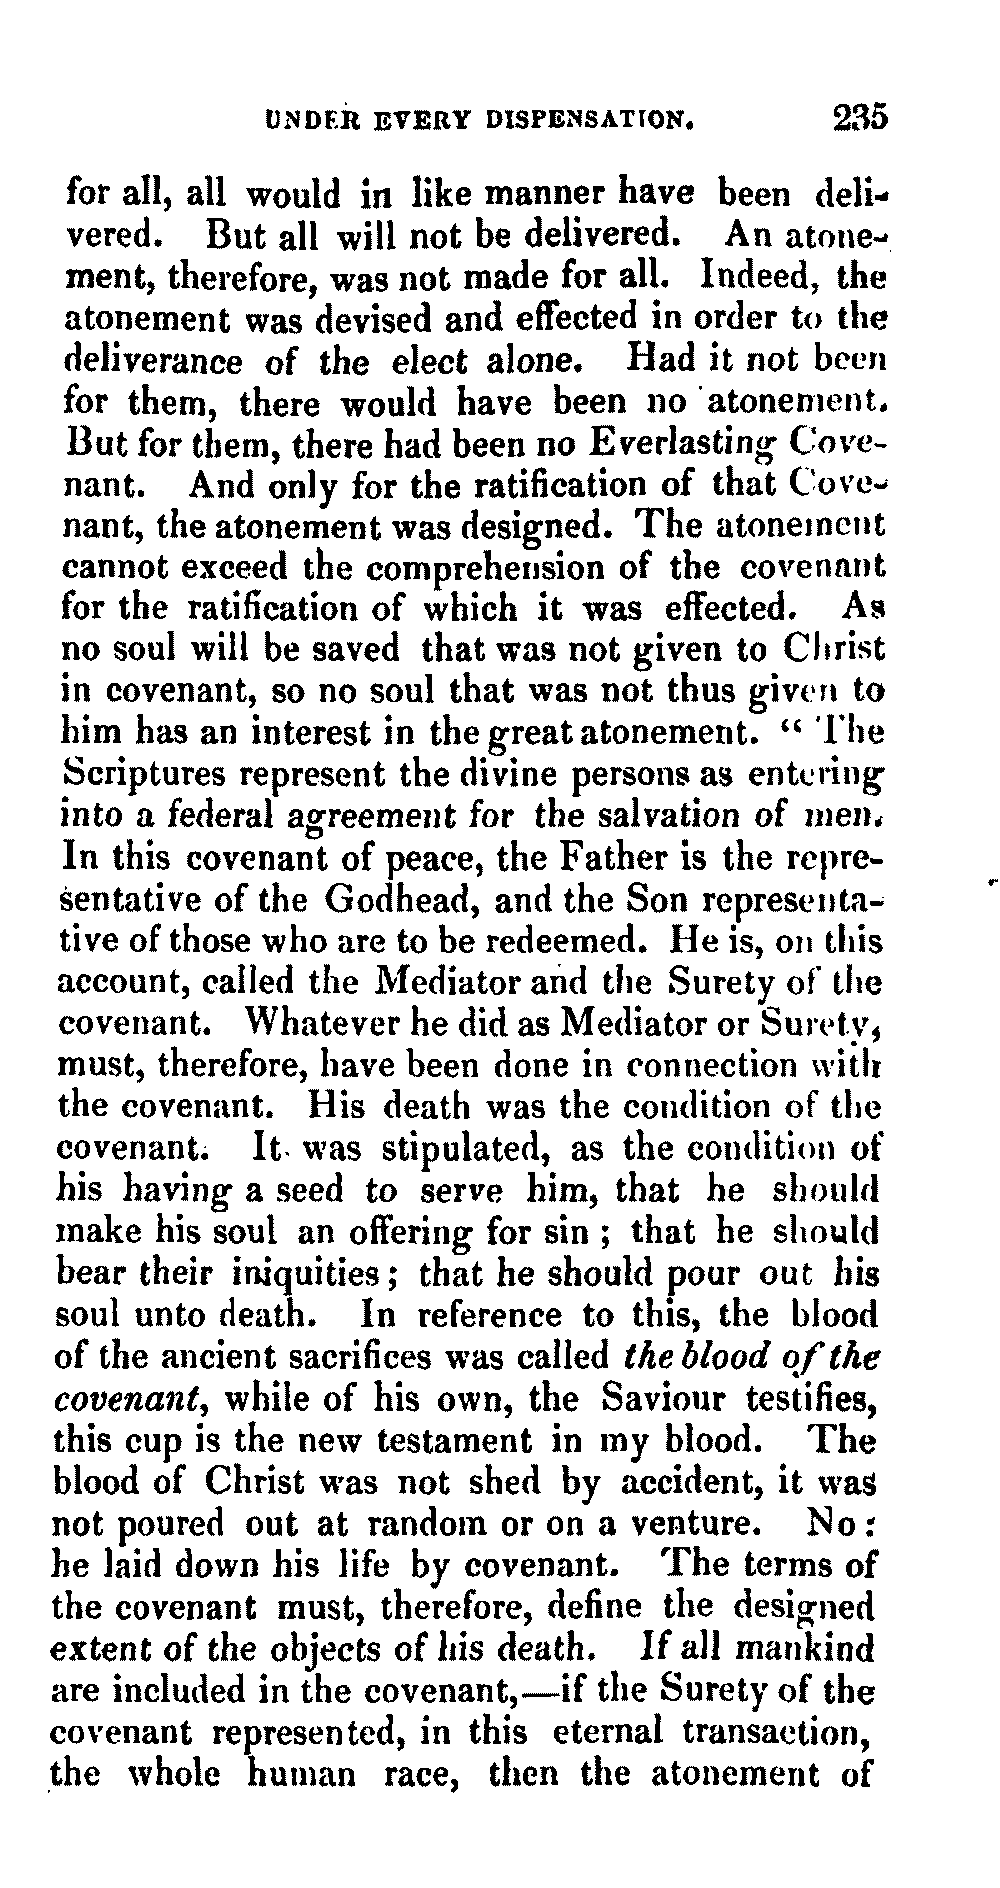 UNDER EVERY DISPENSATION. 235
for all, all would in like manner have been deli-
vered. But all will not be delivered. An atone-
ment, therefore, was not made for all. Indeed, the
atonement was devised and effected in order to the
deliverance of the elect alone. Had it not been
for them, there would have been no atonement.
But for them, there had been no Everlasting Cove-
nant. And only for the ratification of that Cove-
nant, the atonement was designed. The atonement
cannot exceed the comprehension of the covenant
for the ratification of which it was effected. As
no soul will be saved that was not given to Christ
in covenant, so no soul that was not thus given to
him has an interest in the great atonement. “ The
Scriptures represent the divine persons as entering
into a federal agreement for the salvation of men.
In this covenant of peace, the Father is the repre-
sentative of the Godhead, and the Son representa-
tive of those who are to be redeemed. He is, on this
account, called the Mediator and the Surety of the
covenant. Whatever he did as Mediator or Surety,
must, therefore, have been done in connection with
the covenant. His death was the condition of the
covenant. It was stipulated, as the condition of
his having a seed to serve him, that he should
make his soul an offering for sin ; that he should
bear their iniquities ; that he should pour out his
soul unto death. In reference to this, the blood
of the ancient sacrifices was called the blood of the
covenant, while of his own, the Saviour testifies,
this cup is the new testament in my blood. The
blood of Christ was not shed by accident, it was
not poured out at random or on a venture. No :
he laid down his life by covenant. The terms of
the covenant must, therefore, define the designed
extent of the objects of his death. If all mankind
are included in the covenant,—if the Surety of the
covenant represented, in this eternal transaction,
the whole human race, then the atonement of